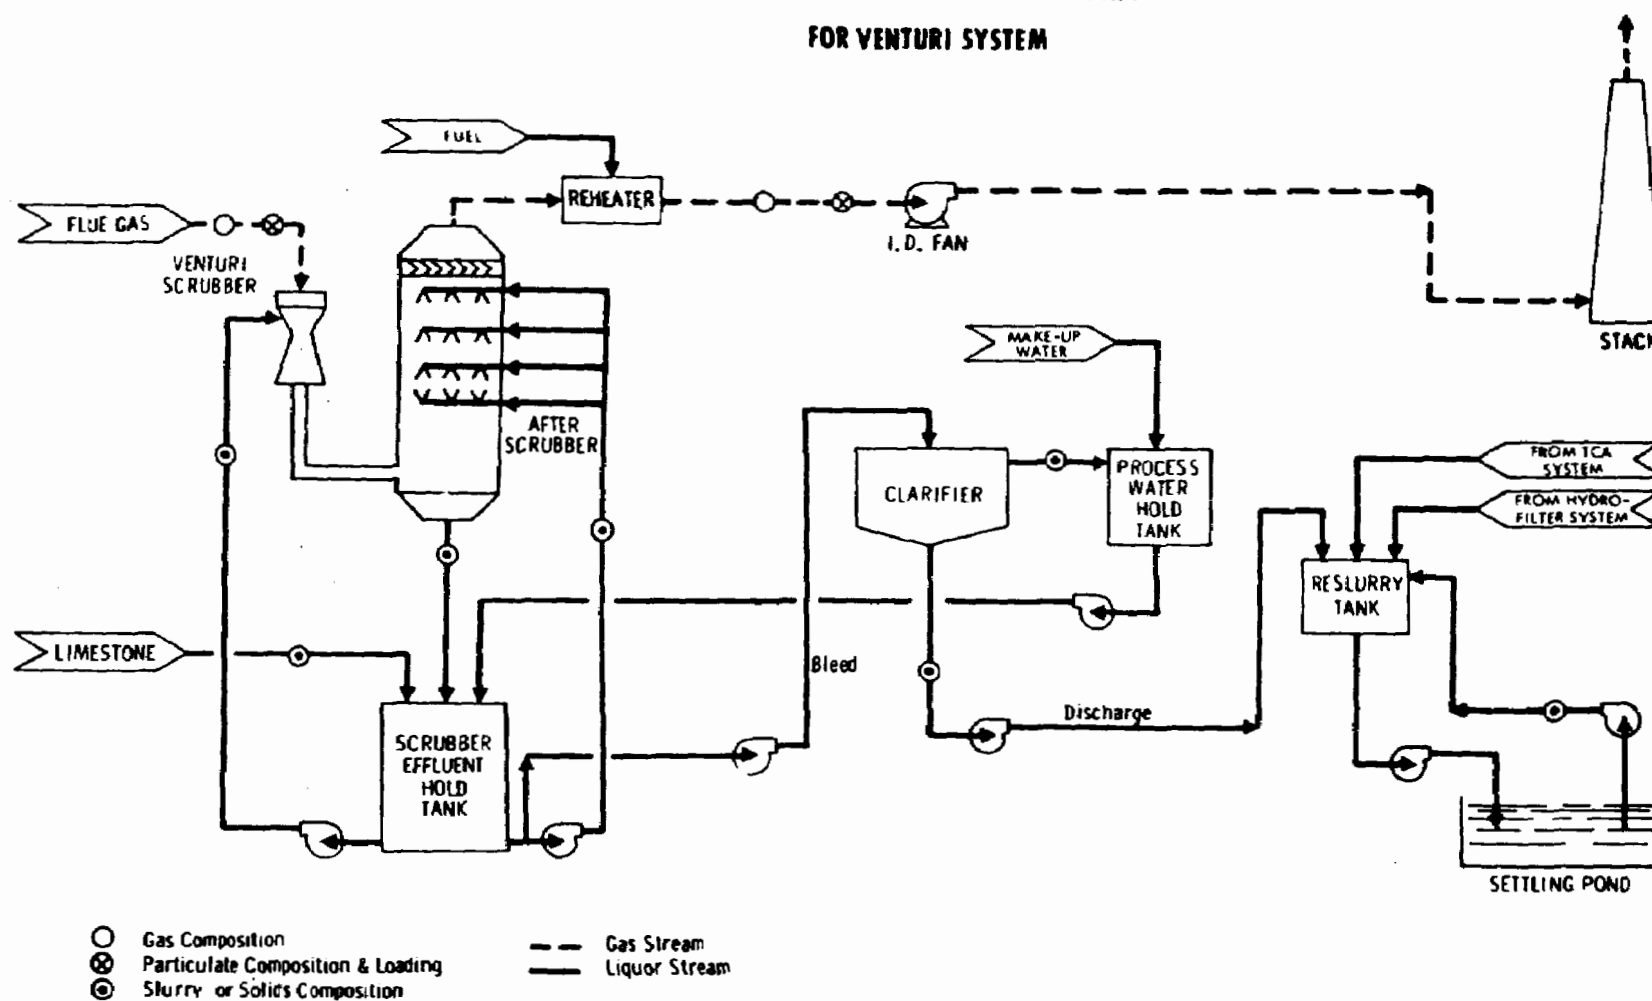 FOR VENTURI SYSTEM
FUEL
REHEATER
FLUE GAS
I. D. FAN
VENTURI
SCRUBBER
MAKE-UP
WATER
STACK
AFTER
SCRUBBER
CLARIFIER
PROCESS
WATER
HOLD
TANK
FROM TCA
SYSTEM
FROM HYDRO-
FILTER SYSTEM
RESLURRY
TANK
LIMESTONE
Bleed
Discharge
SCRUBBER
EFFLUENT
HOLD
TANK
SETTLING POND
Gas Composition
Particulate Composition & Loading
Slurry or Solids Composition
Gas Stream
Liquor Stream